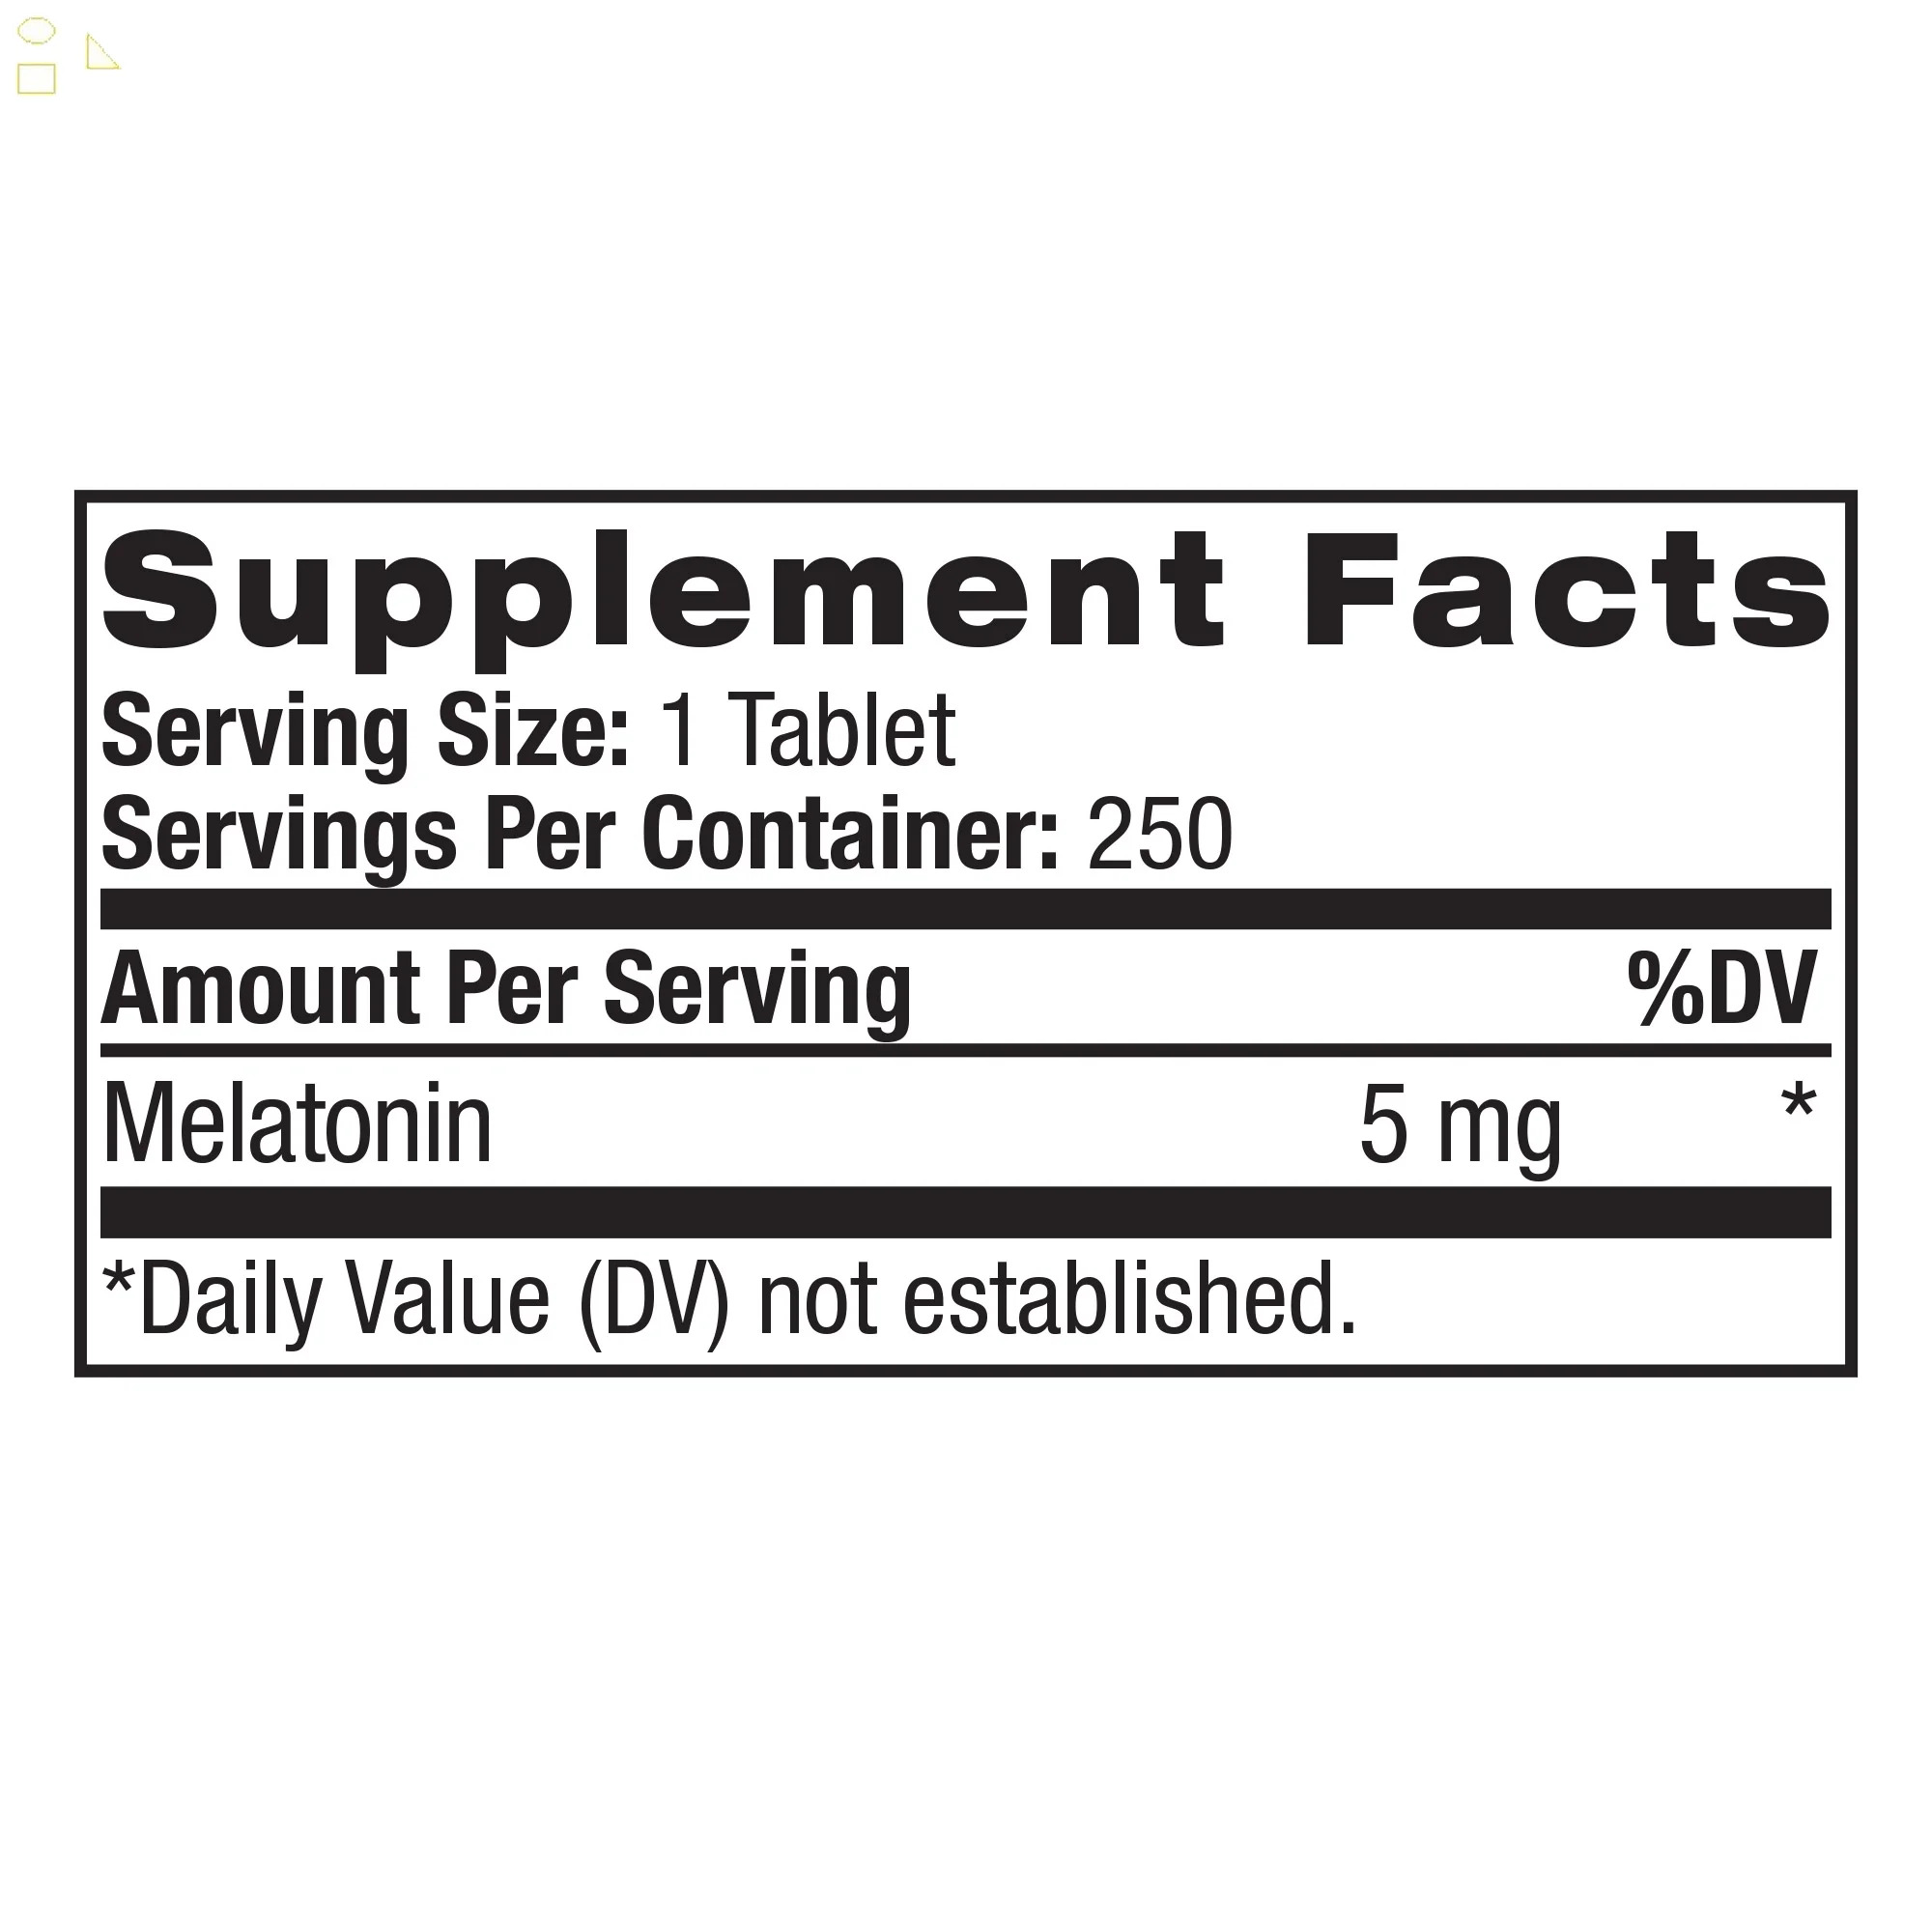 Supplement Facts
Serving Size: 1 Tablet
Servings Per Container: 250
Amount Per Serving %DV
Melatonin 5 mg *
*Daily Value (DV) not established.